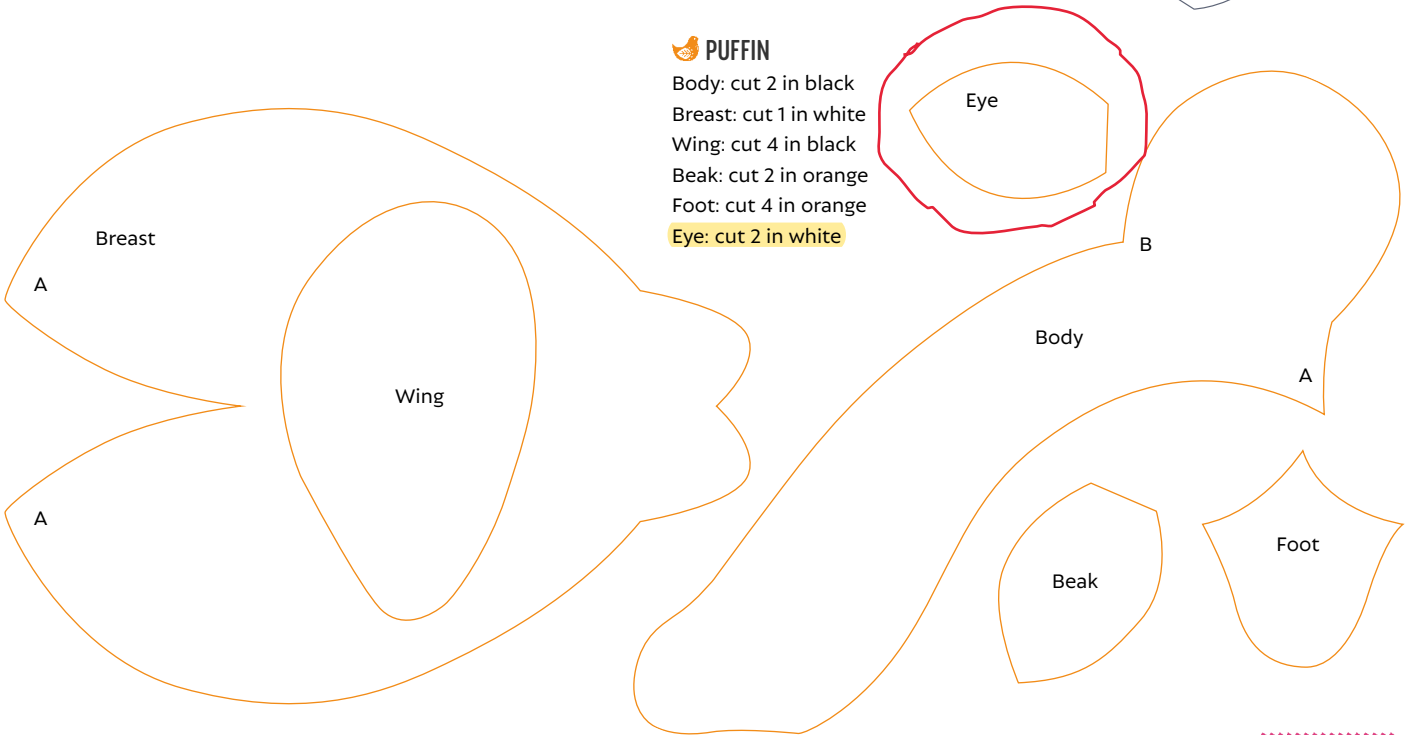 PUFFIN
Body: cut 2 in black
Breast: cut 1 in white
Wing: cut 4 in black
Beak: cut 2 in orange
Foot: cut 4 in orange
Eye: cut 2 in white
Eye
Breast
A
B
Body
A
Wing
A
Foot
Beak